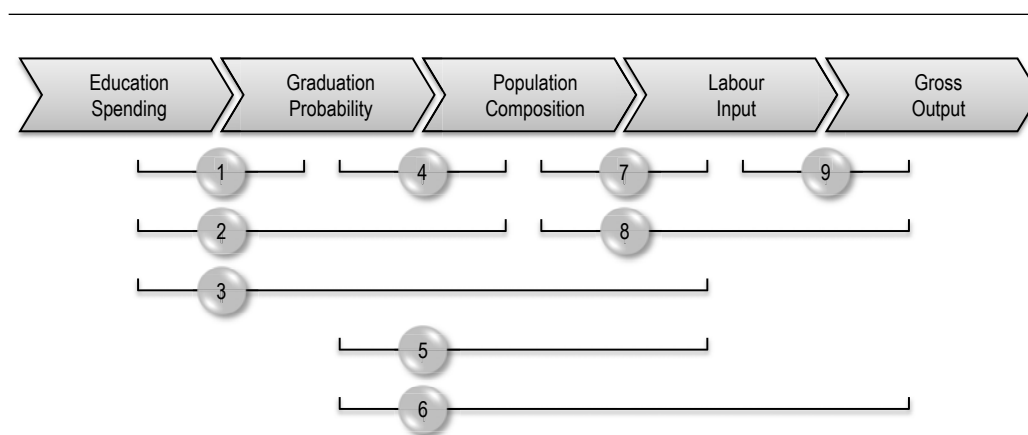 Education
Spending
Graduation
Probability
Population
Composition
Labour
Input
Gross
Output
1
4
7
9
2
8
3
5
6